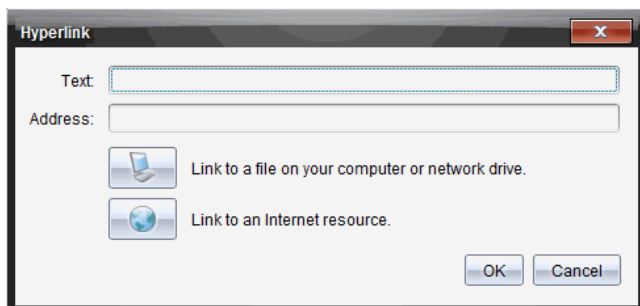 Hyperlink
Text:
Address:
Link to a file on your computer or network drive.
Link to an Internet resource.
OK Cancel